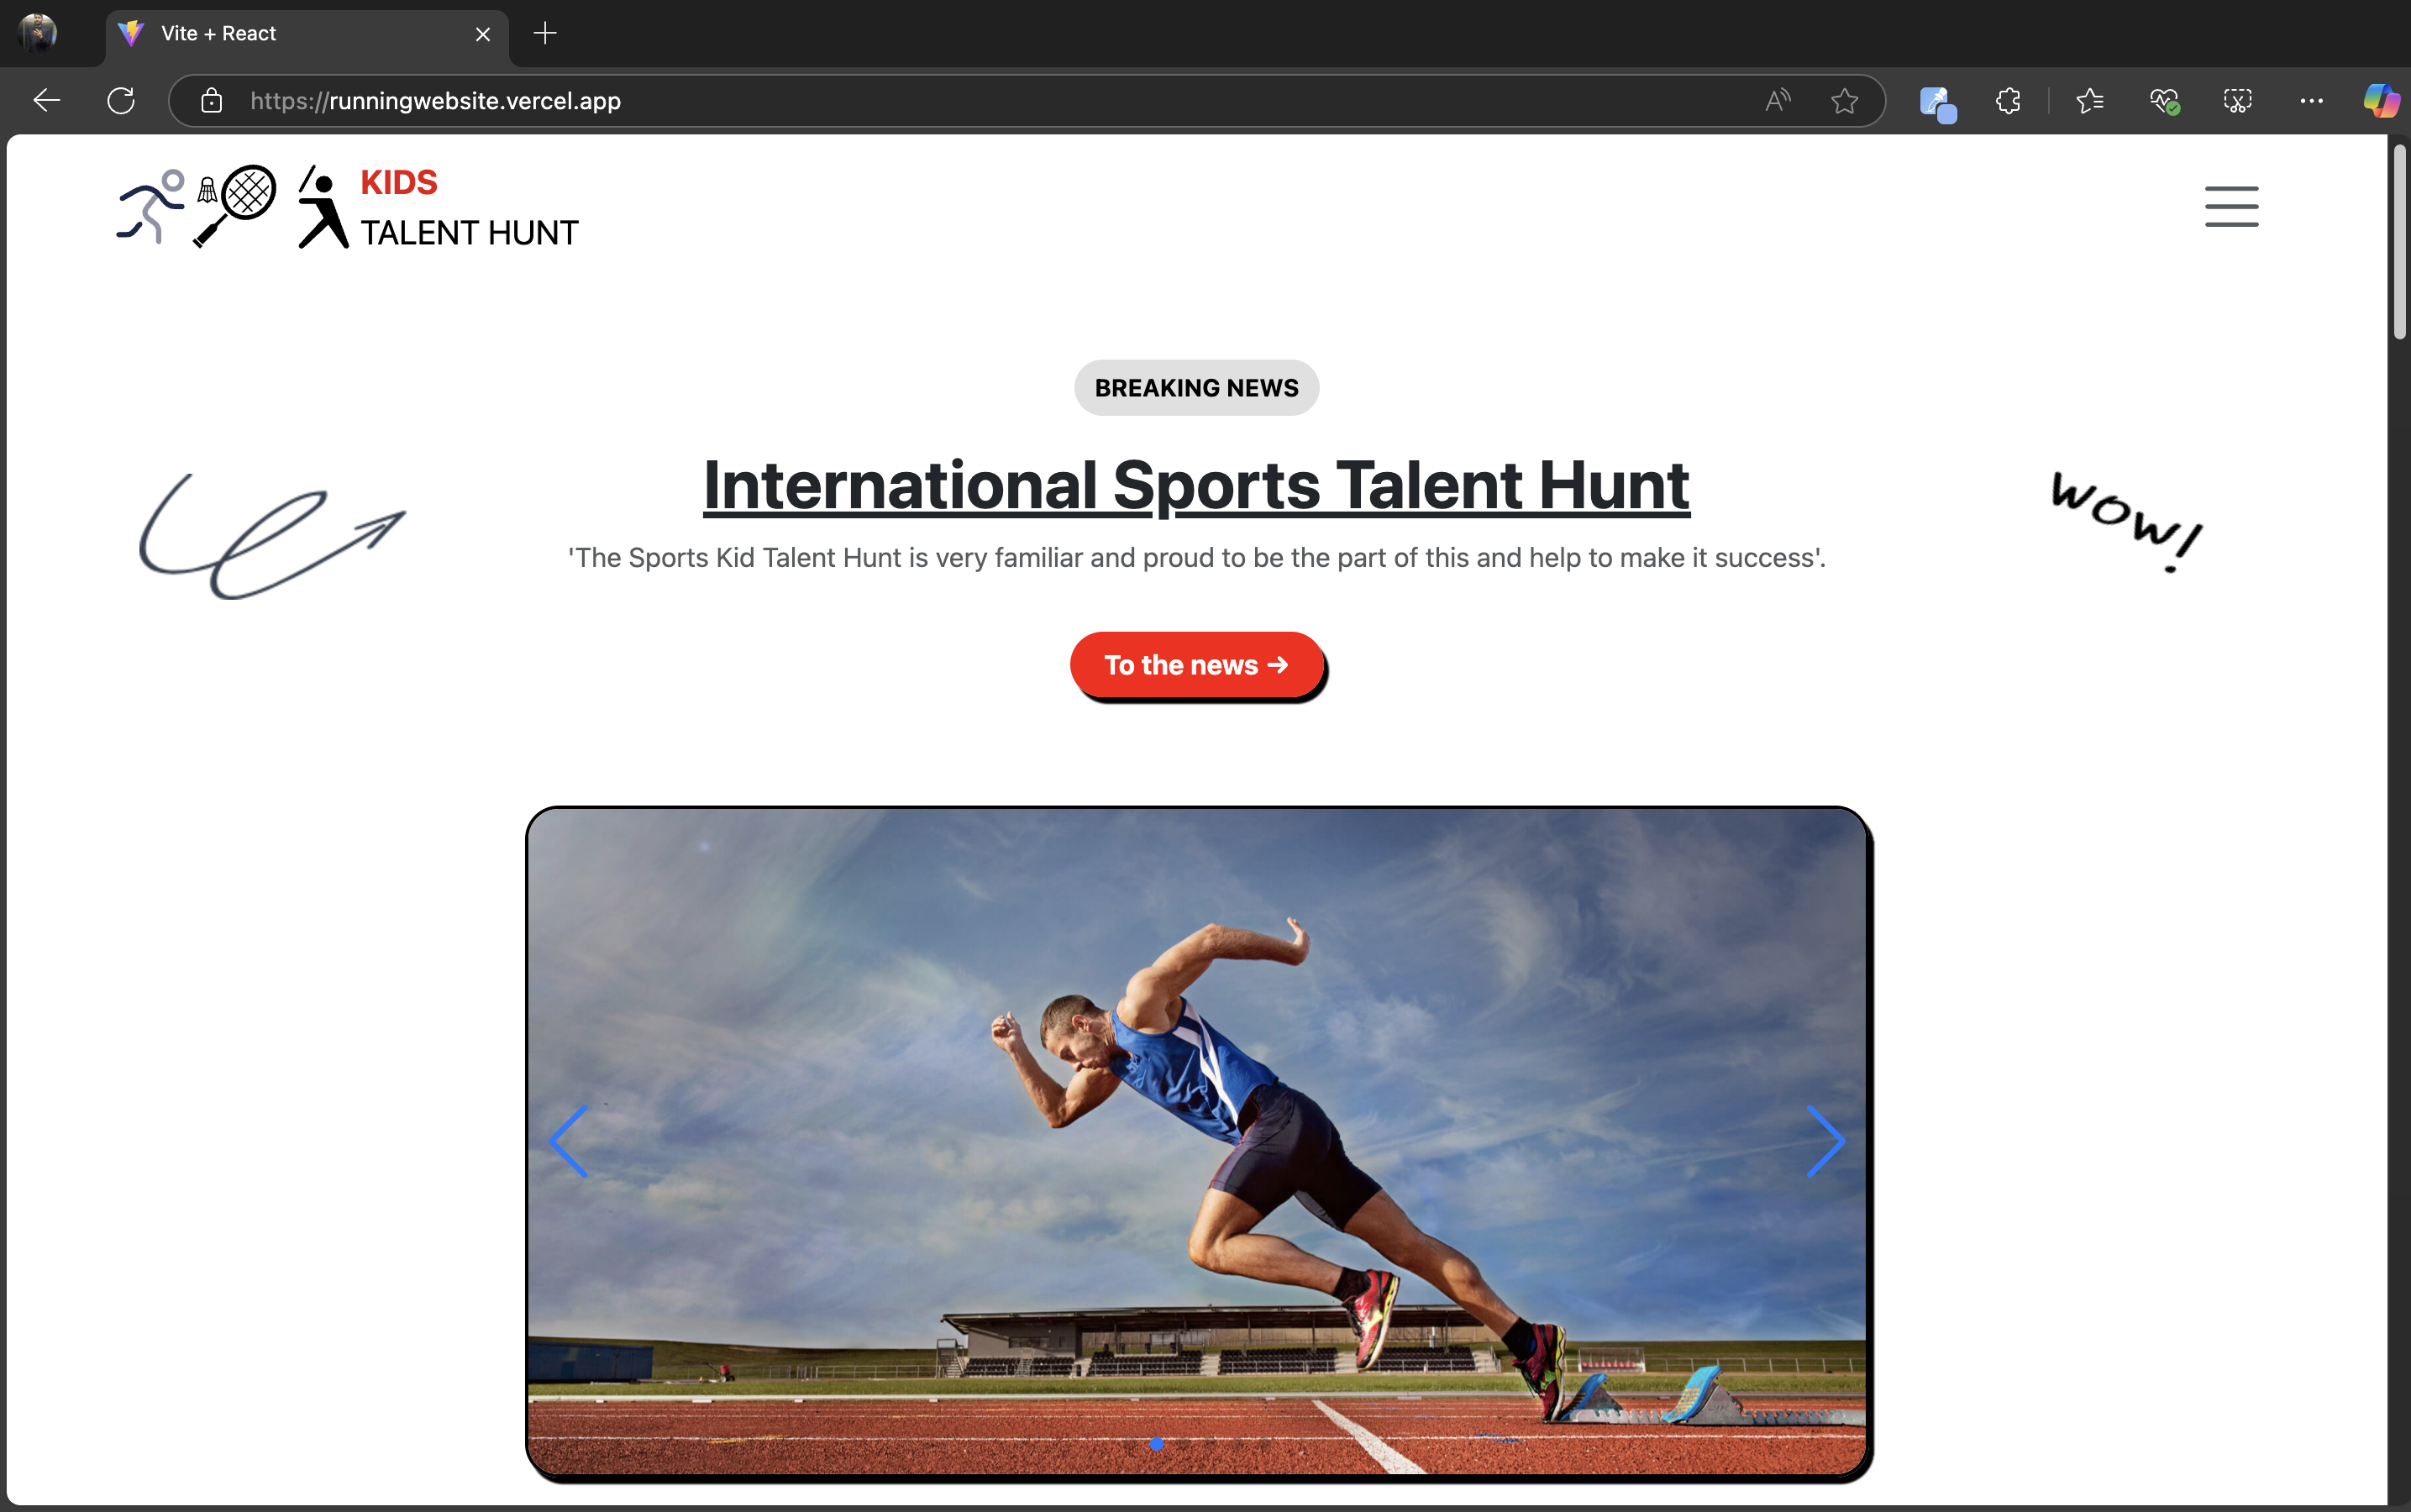 Vite + React
https://runningwebsite.vercel.app
KIDS
TALENT HUNT
BREAKING NEWS
International Sports Talent Hunt
'The Sports Kid Talent Hunt is very familiar and proud to be the part of this and help to make it success'.
wow!
To the news →